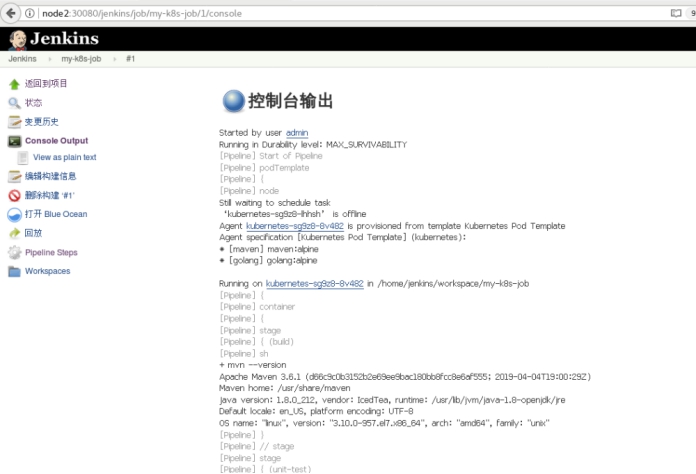 node2:30080/jenkins/job/my-k8s-job/1/console
Jenkins
Jenkins › my-k8s-job › #1
返回到项目
状态
变更历史
Console Output
View as plain text
编辑构建信息
删除构建 '#1'
打开 Blue Ocean
回放
Pipeline Steps
Workspaces
控制台输出
Started by user admin
Running in Durability level: MAX_SURVIVABILITY
[Pipeline] Start of Pipeline
[Pipeline] podTemplate
[Pipeline] {
[Pipeline] node
Still waiting to schedule task
‘kubernetes-sg9z8-lhhsh’ is offline
Agent kubernetes-sg9z8-8v482 is provisioned from template Kubernetes Pod Template
Agent specification [Kubernetes Pod Template] (kubernetes):
* [maven] maven:alpine
* [golang] golang:alpine
Running on kubernetes-sg9z8-8v482 in /home/jenkins/workspace/my-k8s-job
[Pipeline] {
[Pipeline] container
[Pipeline] {
[Pipeline] stage
[Pipeline] { (build)
[Pipeline] sh
+ mvn --version
Apache Maven 3.6.1 (d66c9c0b3152b2e69ee9bac180bb8fcc8e6af555; 2019-04-04T19:00:29Z)
Maven home: /usr/share/maven
Java version: 1.8.0_212, vendor: IcedTea, runtime: /usr/lib/jvm/java-1.8-openjdk/jre
Default locale: en_US, platform encoding: UTF-8
OS name: "linux", version: "3.10.0-957.el7.x86_64", arch: "amd64", family: "unix"
[Pipeline] }
[Pipeline] // stage
[Pipeline] stage
[Pipeline] { (unit-test)